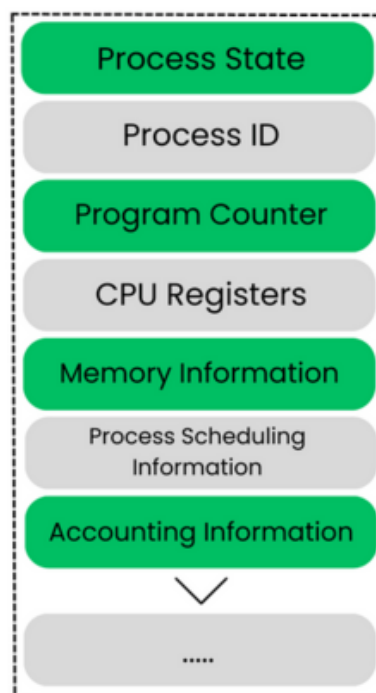 Process State
Process ID
Program Counter
CPU Registers
Memory Information
Process Scheduling
Information
Accounting Information
.....